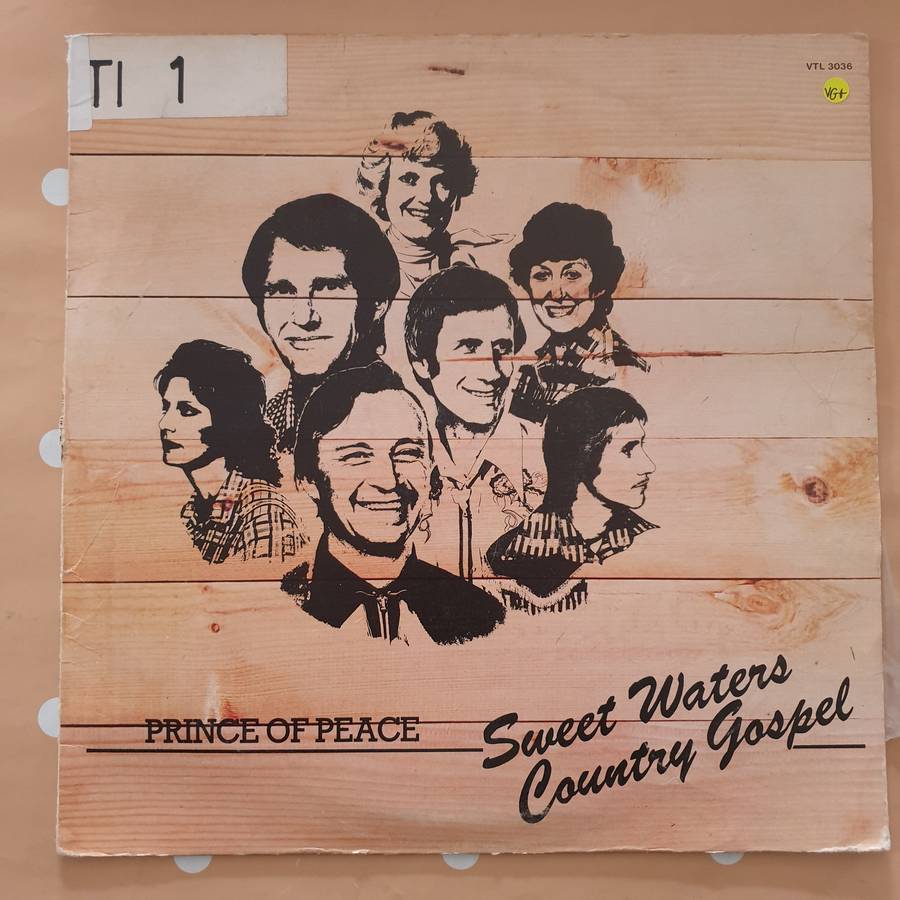 TI 1
VTL 3036
VG+
PRINCE OF PEACE
Sweet Waters
Country Gospel